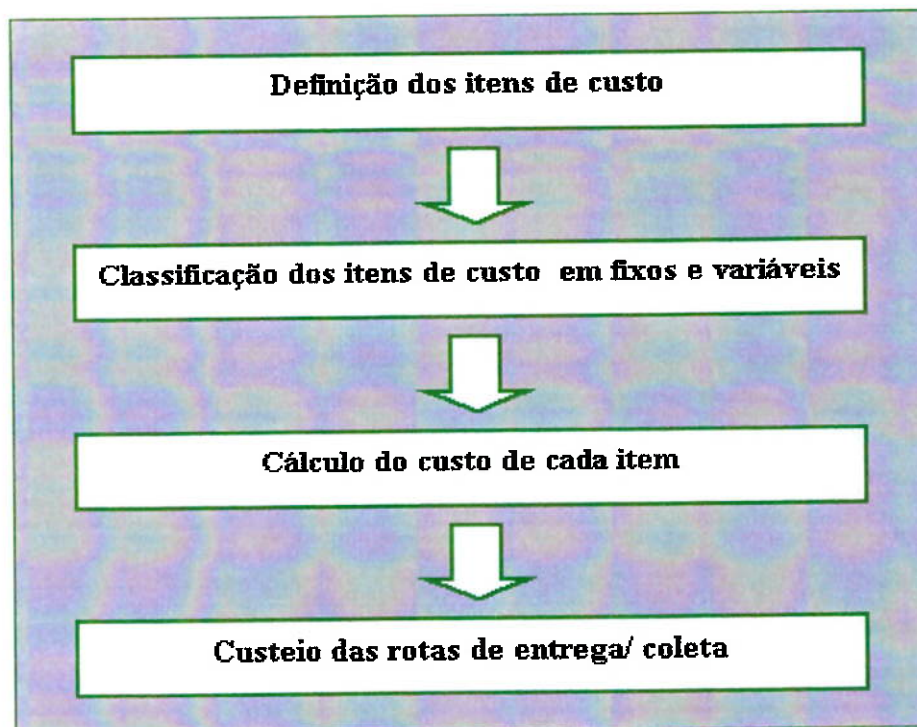 Definição dos itens de custo
Classificação dos itens de custo em fixos e variáveis
Cálculo do custo de cada item
Custeio das rotas de entrega/ coleta